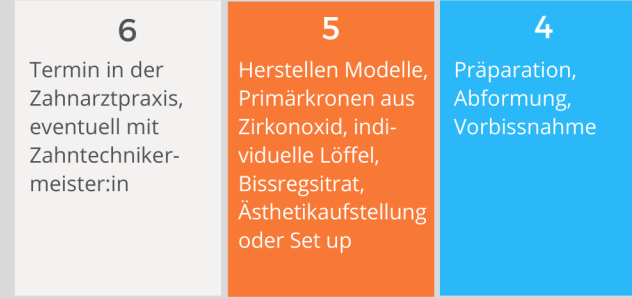 6
Termin in der
Zahnarztpraxis,
eventuell mit
Zahntechniker-
meister:in
5
Herstellen Modelle,
Primärkronen aus
Zirkonoxid, indi-
viduelle Löffel,
Bissregsitrat,
Ästhetikaufstellung
oder Set up
4
Präparation,
Abformung,
Vorbissnahme